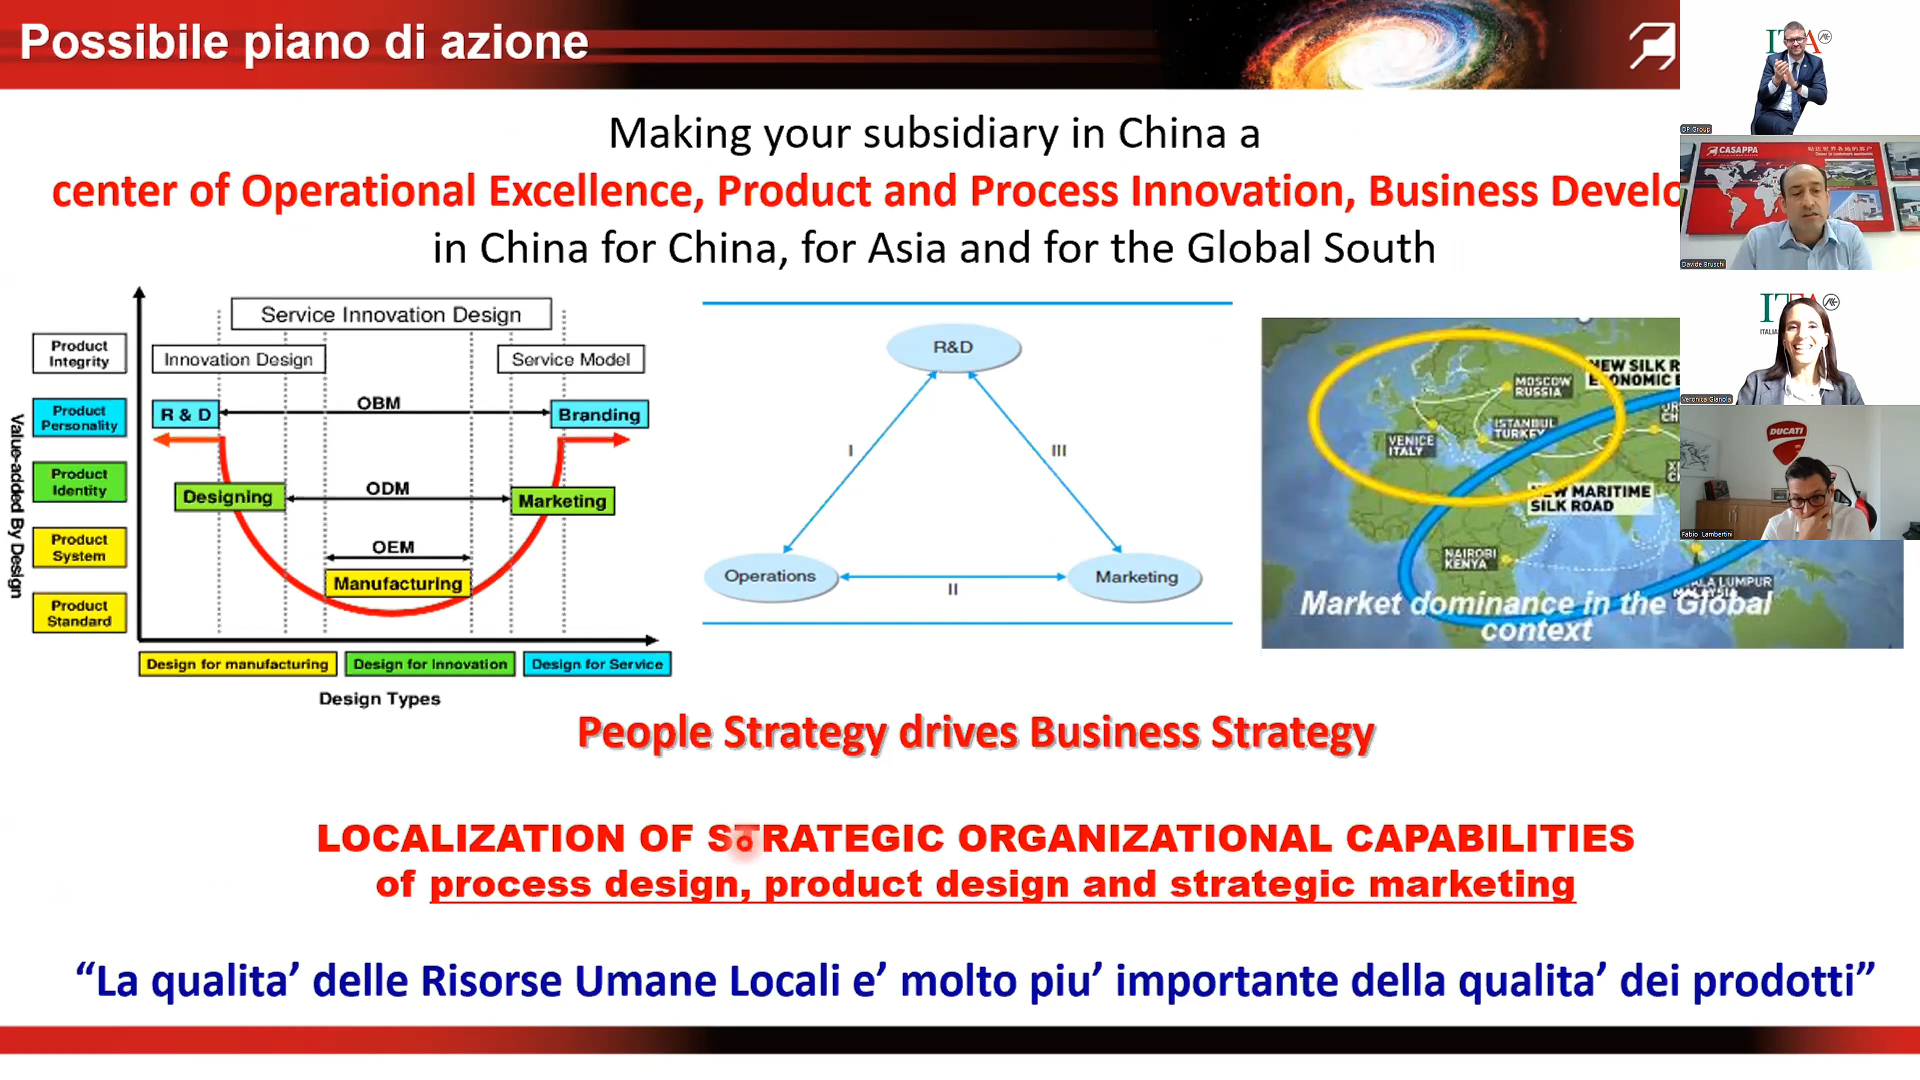 Possibile piano di azione
Making your subsidiary in China a
center of Operational Excellence, Product and Process Innovation, Business Develo
in China for China, for Asia and for the Global South
Service Innovation Design
Innovation Design
Service Model
Product
Integrity
Product
Personality
Product
Identity
Product
System
Product
Standard
Value-added By Design
R & D
OBM
Branding
Designing
ODM
Marketing
OEM
Manufacturing
Design for manufacturing
Design for Innovation
Design for Service
Design Types
R&D
I
III
Operations
II
Marketing
NEW SILK R
ECONOMIC
MOSCOW
RUSSIA
ISTANBUL
TURKEY
VENICE
ITALY
NEW MARITIME
SILK ROAD
NAIROBI
KENYA
LA LUMPUR
Market dominance in the Global
context
People Strategy drives Business Strategy
LOCALIZATION OF STRATEGIC ORGANIZATIONAL CAPABILITIES
of process design, product design and strategic marketing
“La qualita’ delle Risorse Umane Locali e’ molto piu’ importante della qualita’ dei prodotti”
DP Group
CASAPPA
Davide Bruschi
Veronica Gianola
DUCATI
Fabio Lambertini